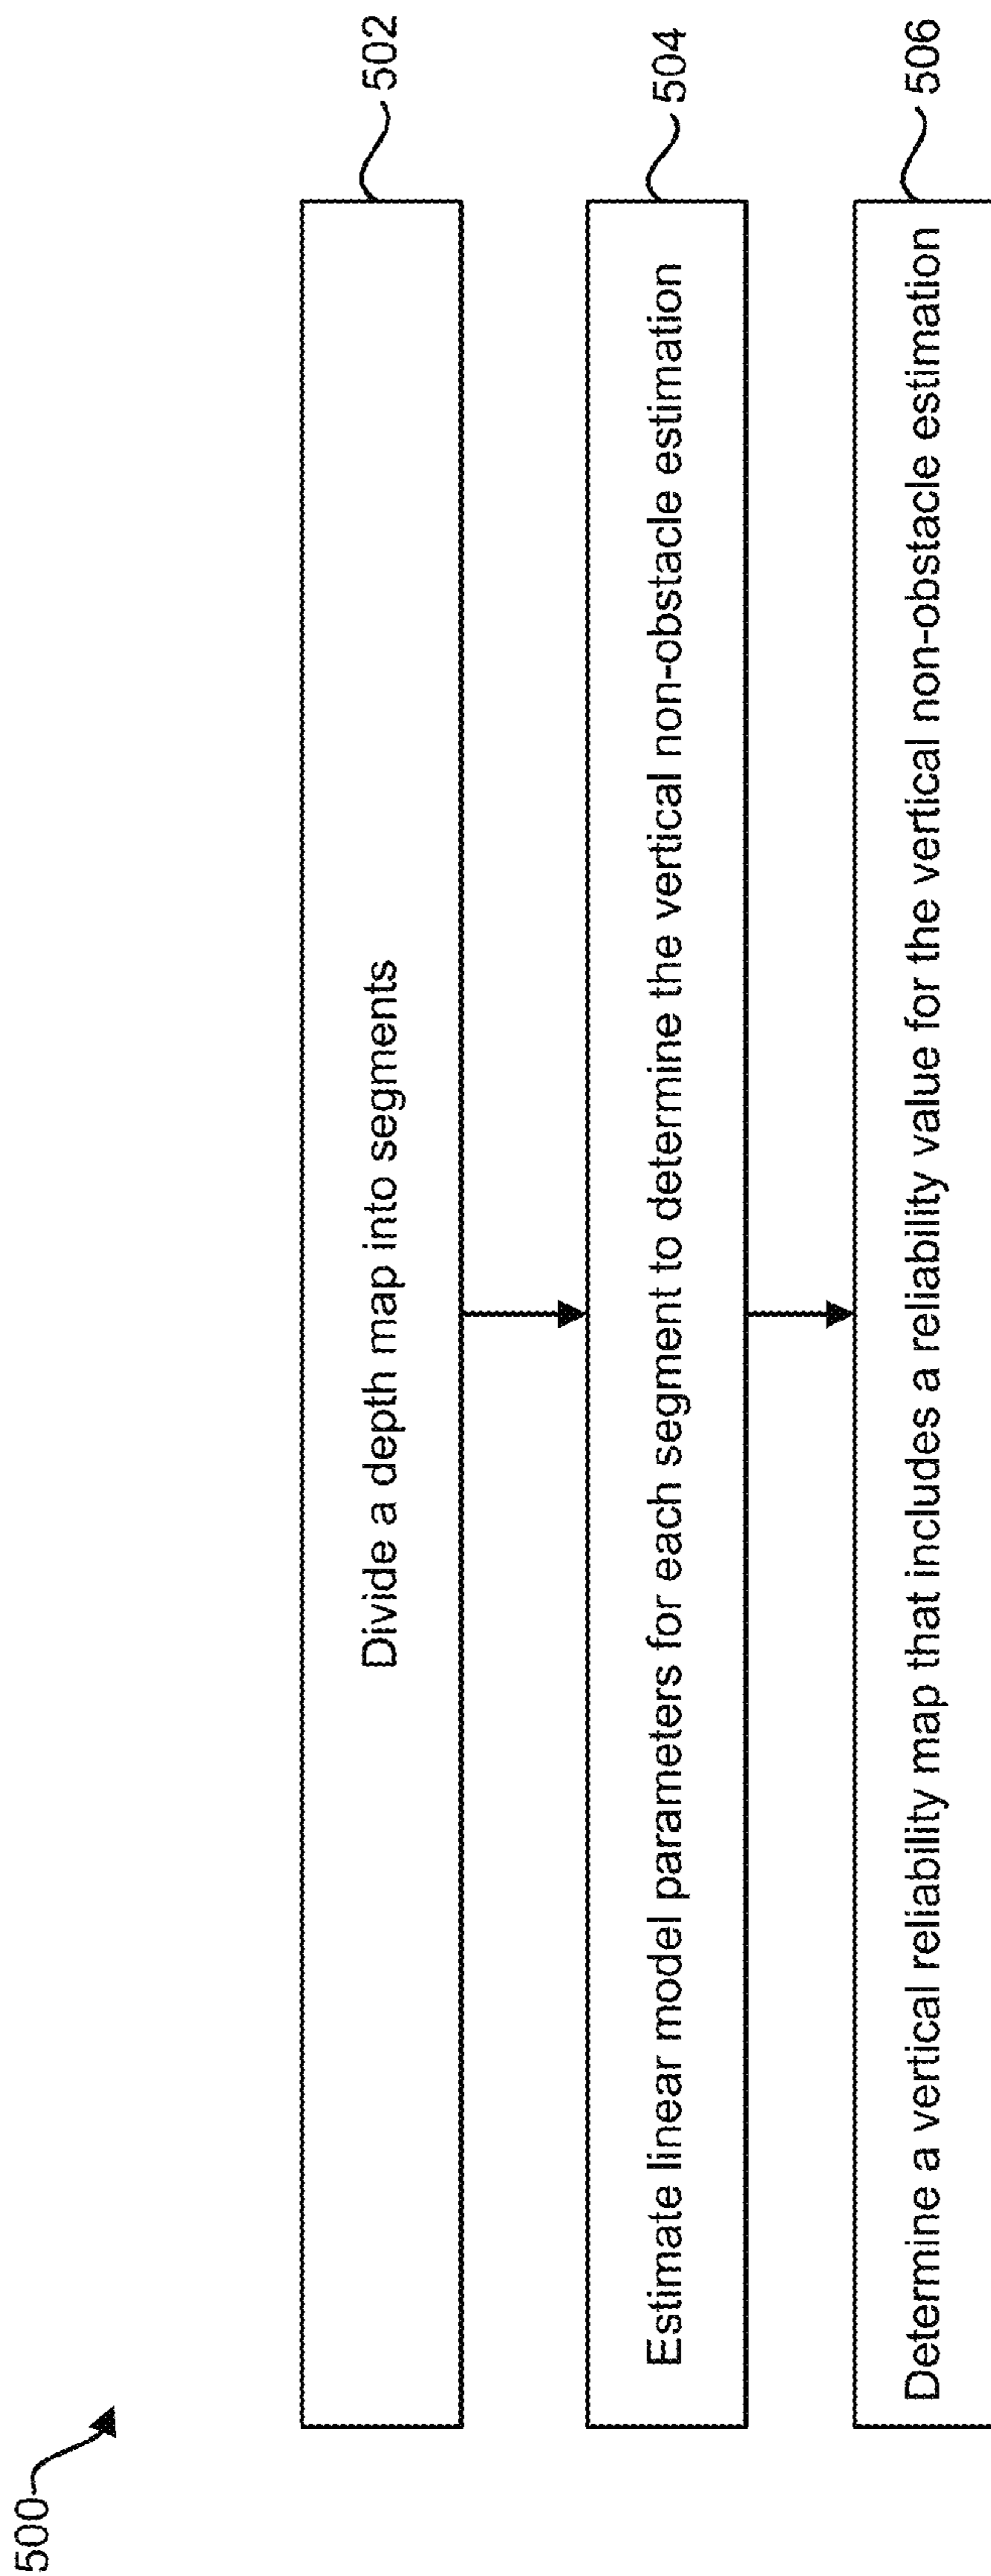 500
Divide a depth map into segments
502
Estimate linear model parameters for each segment to determine the vertical non-obstacle estimation
504
Determine a vertical reliability map that includes a reliability value for the vertical non-obstacle estimation
506